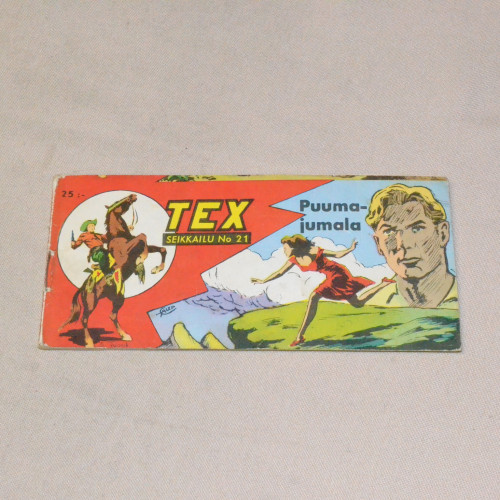 25:-
TEX
SEIKKAILU No 21
Puuma-
jumala